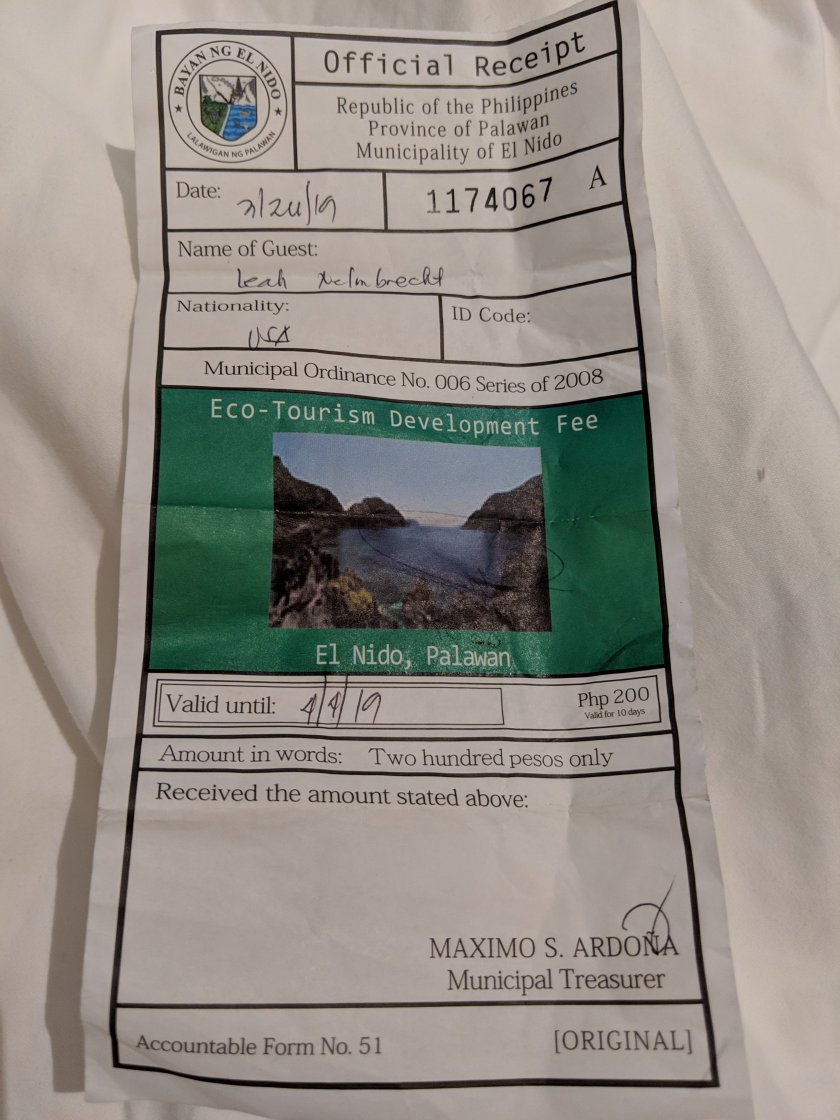 BAYAN NG EL NIDO
LALAWIGAN NG PALAWAN
Official Receipt
Republic of the Philippines
Province of Palawan
Municipality of El Nido
Date:
1174067 A
Name of Guest:
Leah
Nationality:
USA
ID Code:
Municipal Ordinance No. 006 Series of 2008
Eco-Tourism Development Fee
El Nido, Palawan
Valid until: 4/4/19
Php 200
Valid for 10 days
Amount in words: Two hundred pesos only
Received the amount stated above:
MAXIMO S. ARDOÑA
Municipal Treasurer
Accountable Form No. 51
[ORIGINAL]